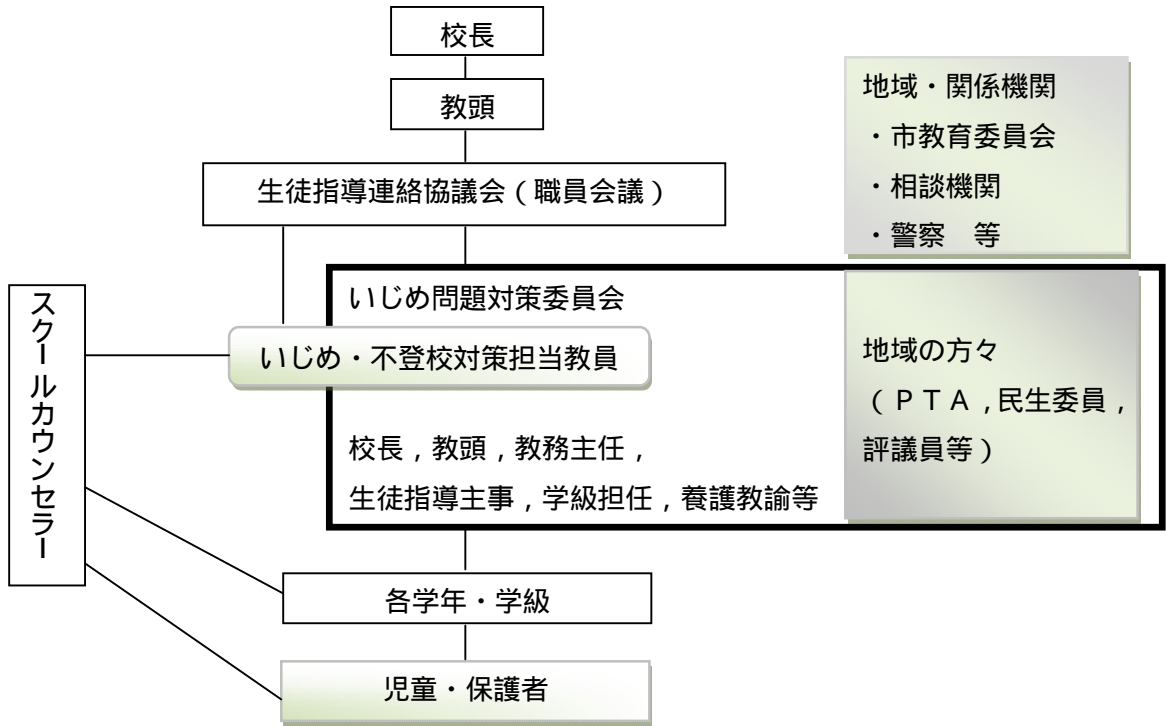 校長
教頭
生徒指導連絡協議会（職員会議）
地域・関係機関
・市教育委員会
・相談機関
・警察　等
スクールカウンセラー
いじめ問題対策委員会
いじめ・不登校対策担当教員
校長，教頭，教務主任，
生徒指導主事，学級担任，養護教諭等
地域の方々
（ＰＴＡ，民生委員，
評議員等）
各学年・学級
児童・保護者